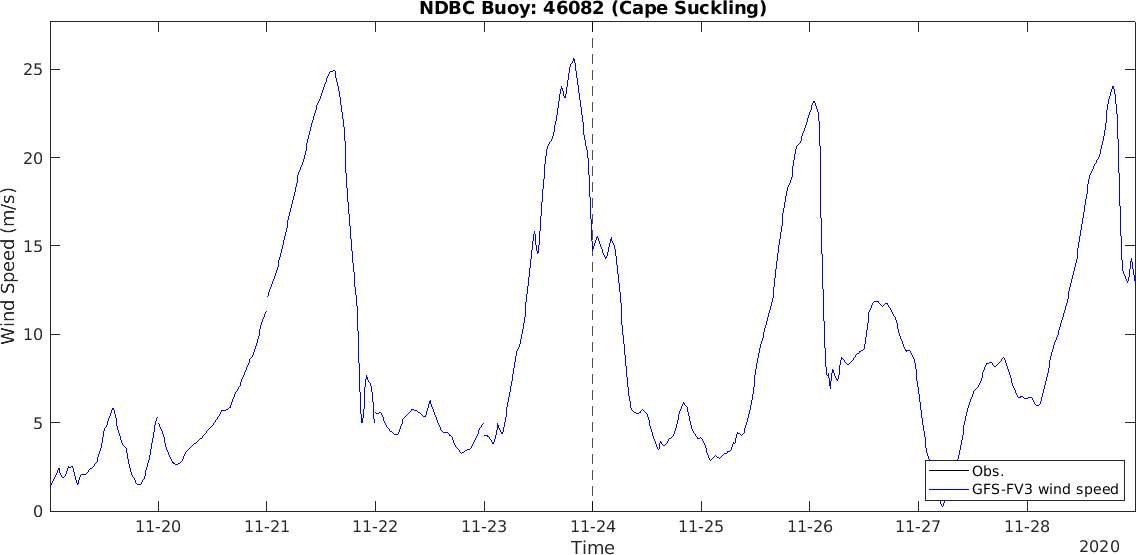 NDBC Buoy: 46082 (Cape Suckling)
Wind Speed (m/s)
25
20
15
10
5
0
Obs.
GFS-FV3 wind speed
11-20 11-21 11-22 11-23 11-24 11-25 11-26 11-27 11-28
Time
2020